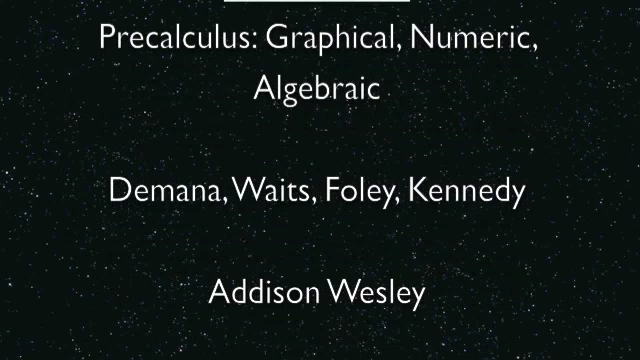 Precalculus: Graphical, Numeric,
Algebraic
Demana, Waits, Foley, Kennedy
Addison Wesley